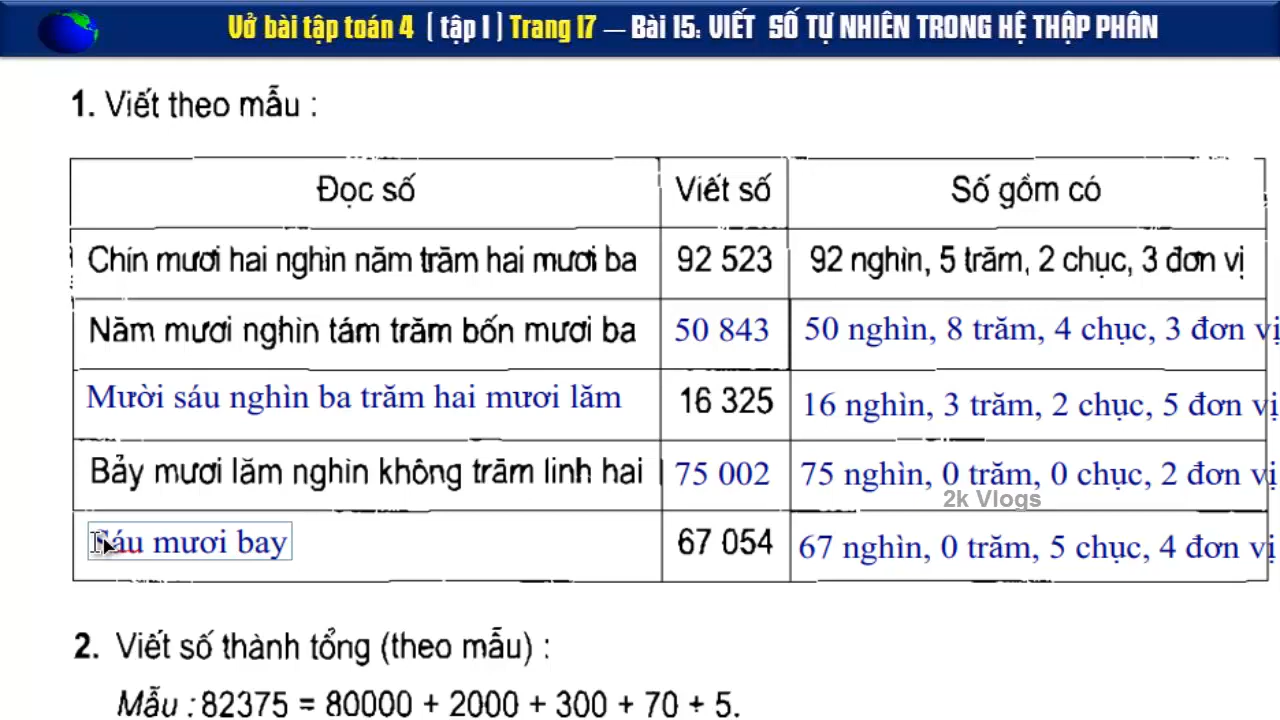 Vở bài tập toán 4 ( tập 1 ) Trang 17 – Bài 15: VIẾT SỐ TỰ NHIÊN TRONG HỆ THẬP PHÂN
1. Viết theo mẫu :
Đọc số Viết số Số gồm có
Chín mươi hai nghìn năm trăm hai mươi ba 92 523 92 nghìn, 5 trăm, 2 chục, 3 đơn vị
Năm mươi nghìn tám trăm bốn mươi ba 50 843 50 nghìn, 8 trăm, 4 chục, 3 đơn vị
Mười sáu nghìn ba trăm hai mươi lăm 16 325 16 nghìn, 3 trăm, 2 chục, 5 đơn vị
Bảy mươi lăm nghìn không trăm linh hai 75 002 75 nghìn, 0 trăm, 0 chục, 2 đơn vị
2k Vlogs
Sáu mươi bay 67 054 67 nghìn, 0 trăm, 5 chục, 4 đơn vị
2. Viết số thành tổng (theo mẫu) :
Mẫu : 82375 = 80000 + 2000 + 300 + 70 + 5.